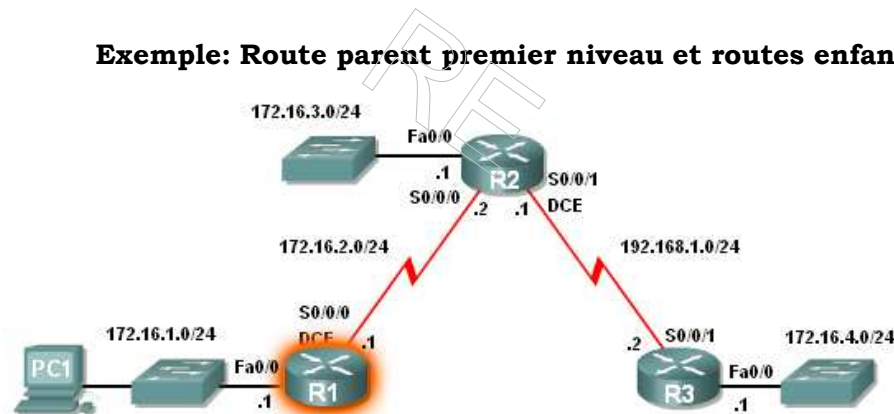 Exemple: Route parent premier niveau et routes enfan
172.16.3.0/24
Fa0/0
.1
R2
S0/0/1
S0/0/0
.2
.1
DCE
172.16.2.0/24
192.168.1.0/24
S0/0/0
DCE
.1
172.16.1.0/24
.2
S0/0/1
172.16.4.0/24
PC1
Fa0/0
.1
R1
R3
Fa0/0
.1